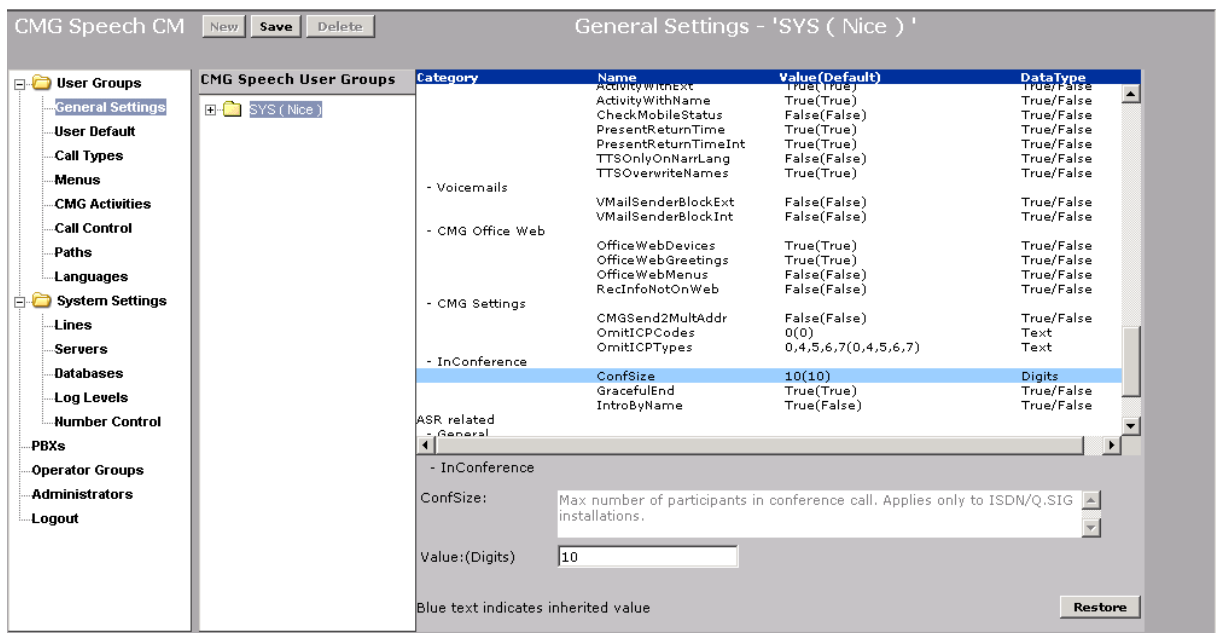 CMG Speech CM New Save Delete General Settings - 'SYS ( Nice ) '
User Groups
General Settings
User Default
Call Types
Menus
CMG Activities
Call Control
Paths
Languages
System Settings
Lines
Servers
Databases
Log Levels
Number Control
PBXs
Operator Groups
Administrators
Logout
CMG Speech User Groups
SYS ( Nice )
Category Name Value(Default) DataType
ActivityWithExt True(True) True/False
ActivityWithName True(True) True/False
CheckMobileStatus False(False) True/False
PresentReturnTime True(True) True/False
PresentReturnTimeInt True(True) True/False
TTSOnlyOnNarrLang False(False) True/False
TTSOverwriteNames True(True) True/False
- Voicemails
VMailSenderBlockExt False(False) True/False
VMailSenderBlockInt False(False) True/False
- CMG Office Web
OfficeWebDevices True(True) True/False
OfficeWebGreetings True(True) True/False
OfficeWebMenus False(False) True/False
RecInfoNotOnWeb False(False) True/False
- CMG Settings
CMGSend2MultAddr False(False) True/False
OmitICPCodes 0(0) Text
OmitICPTypes 0,4,5,6,7(0,4,5,6,7) Text
- InConference
ConfSize 10(10) Digits
GracefulEnd True(True) True/False
IntroByName True(False) True/False
ASR related
- General
- InConference
ConfSize: Max number of participants in conference call. Applies only to ISDN/Q.SIG
installations.
Value:(Digits) 10
Blue text indicates inherited value Restore